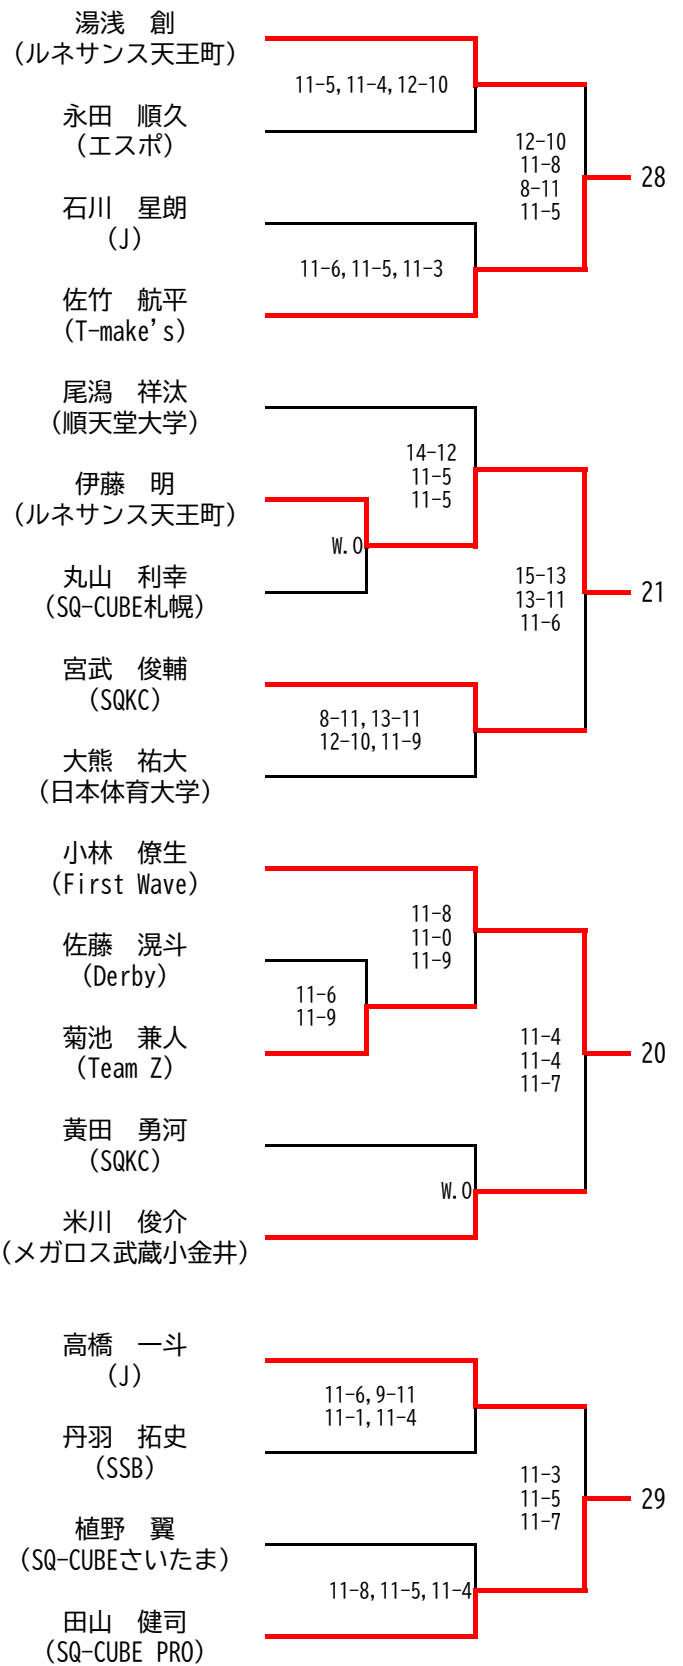 湯浅　創
(ルネサンス天王町)
11-5,11-4,12-10
永田　順久
(エスポ)
12-10
11-8
8-11
11-5
28
石川　星朗
(J)
11-6,11-5,11-3
佐竹　航平
(T-make's)
尾潟　祥汰
(順天堂大学)
14-12
11-5
11-5
伊藤　明
(ルネサンス天王町)
W.O
丸山　利幸
(SQ-CUBE札幌)
15-13
13-11
11-6
21
宮武　俊輔
(SQKC)
8-11,13-11
12-10,11-9
大熊　祐大
(日本体育大学)
小林　僚生
(First Wave)
11-8
11-0
11-9
佐藤　滉斗
(Derby)
11-6
11-9
菊池　兼人
(Team Z)
11-4
11-4
11-7
20
黃田　勇河
(SQKC)
W.O
米川　俊介
(メガロス武蔵小金井)
高橋　一斗
(J)
11-6,9-11
11-1,11-4
丹羽　拓史
(SSB)
11-3
11-5
11-7
29
植野　翼
(SQ-CUBEさいたま)
11-8,11-5,11-4
田山　健司
(SQ-CUBE PRO)